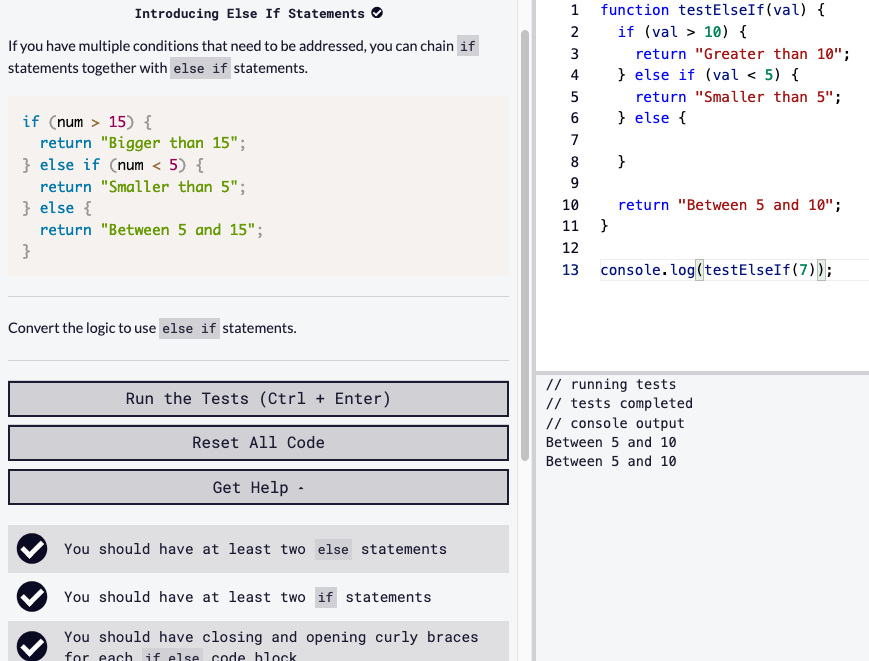 Introducing Else If Statements
If you have multiple conditions that need to be addressed, you can chain if
statements together with else if statements.
if (num > 15) {
  return "Bigger than 15";
} else if (num < 5) {
  return "Smaller than 5";
} else {
  return "Between 5 and 15";
}
Convert the logic to use else if statements.
Run the Tests (Ctrl + Enter)
Reset All Code
Get Help
You should have at least two else statements
You should have at least two if statements
You should have closing and opening curly braces
for each if else code block
1 function testElseIf(val) {
2   if (val > 10) {
3     return "Greater than 10";
4   } else if (val < 5) {
5     return "Smaller than 5";
6   } else {
7
8   }
9
10   return "Between 5 and 10";
11 }
12
13 console.log(testElseIf(7));
// running tests
// tests completed
// console output
Between 5 and 10
Between 5 and 10